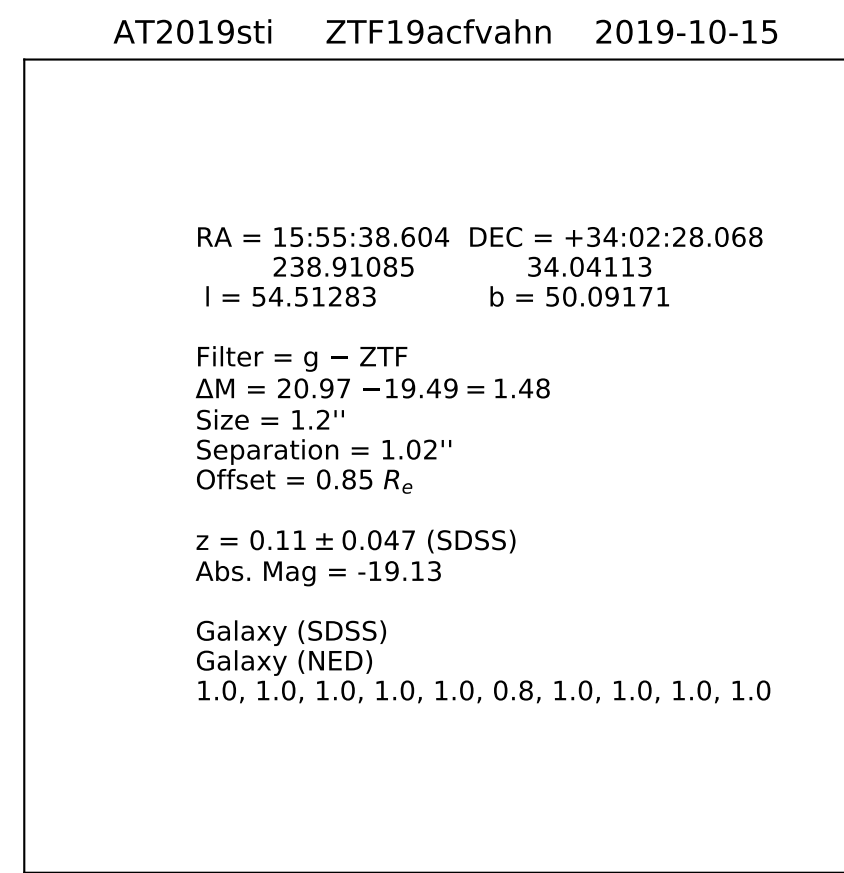 AT2019sti ZTF19acfvahn 2019-10-15
RA = 15:55:38.604 DEC = +34:02:28.068
238.91085 34.04113
l = 54.51283 b = 50.09171
Filter = g − ZTF
ΔM = 20.97 −19.49 = 1.48
Size = 1.2''
Separation = 1.02''
Offset = 0.85 Rₑ
z = 0.11 ± 0.047 (SDSS)
Abs. Mag = -19.13
Galaxy (SDSS)
Galaxy (NED)
1.0, 1.0, 1.0, 1.0, 1.0, 0.8, 1.0, 1.0, 1.0, 1.0